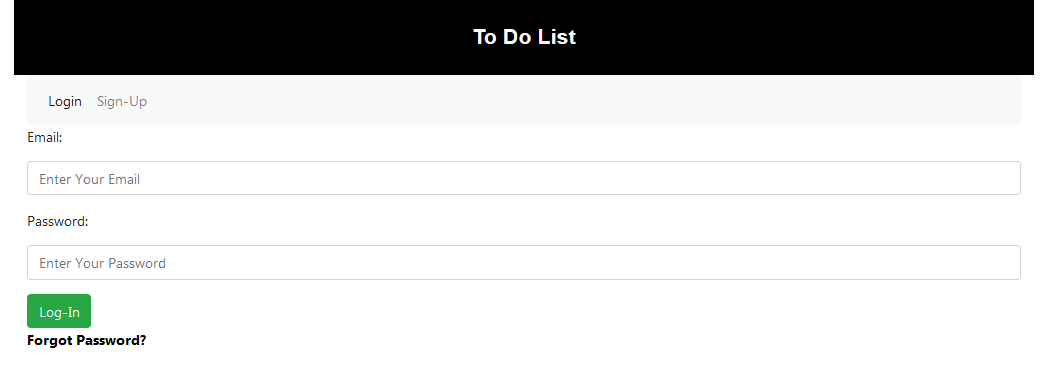 To Do List
Login Sign-Up
Email:
Enter Your Email
Password:
Enter Your Password
Log-In
Forgot Password?